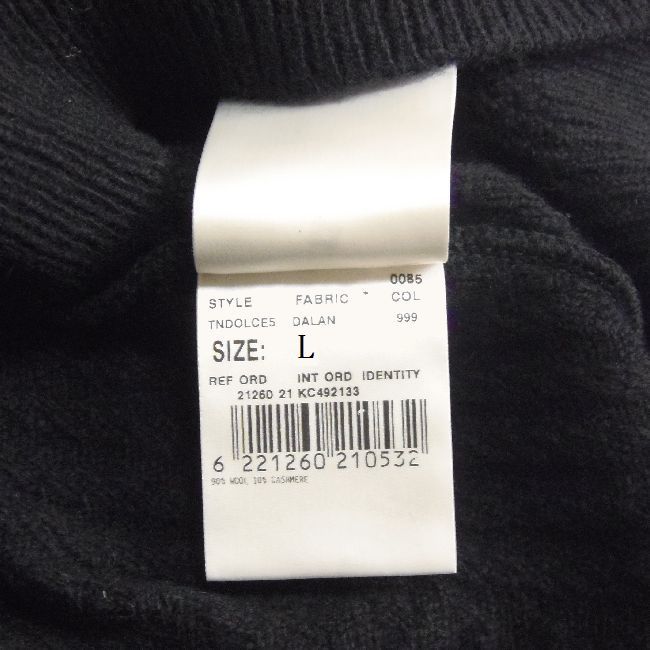 0085
STYLE FABRIC COL
TNDOLCE5 DALAN 999
SIZE: L
REF ORD INT ORD IDENTITY
21260 21 KC492133
6 221260 210532
90% WOOL 10% CASHMERE